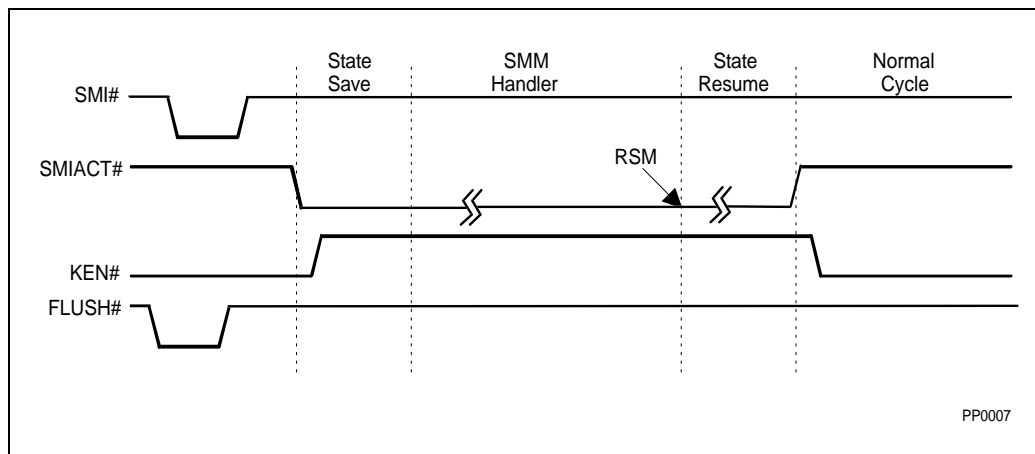 State
Save
SMM
Handler
State
Resume
Normal
Cycle
SMI#
SMIACT#
RSM
KEN#
FLUSH#
PP0007